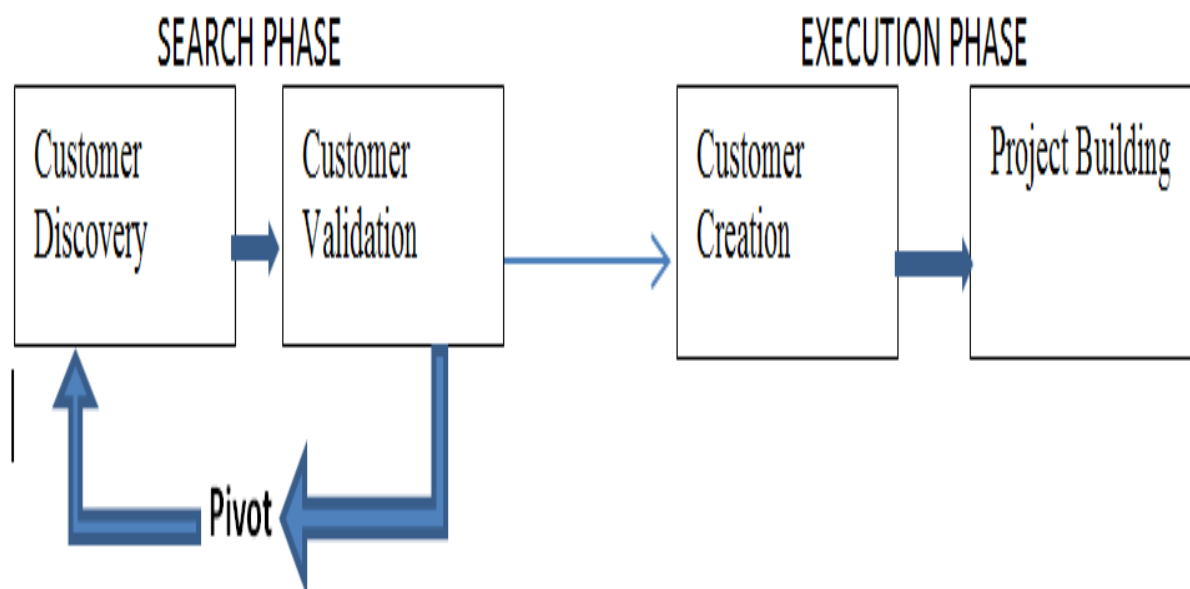 SEARCH PHASE
EXECUTION PHASE
Customer
Discovery
Customer
Validation
Customer
Creation
Project Building
Pivot